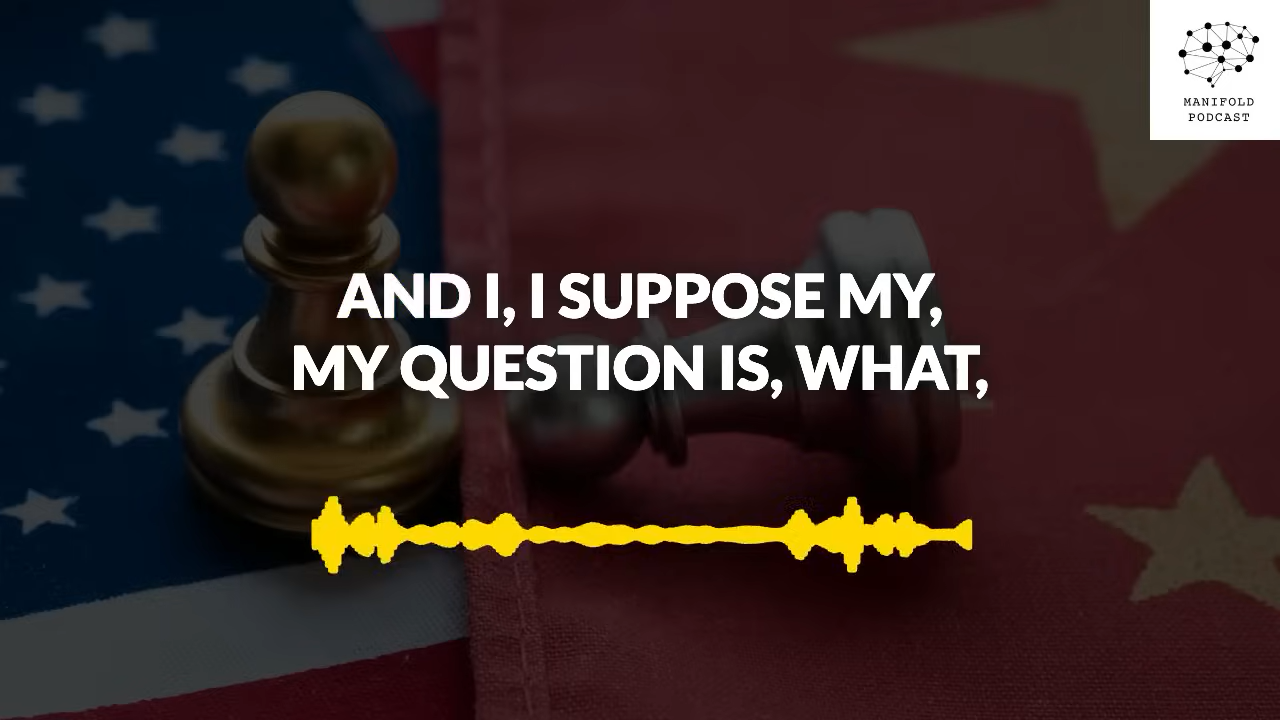 MANIFOLD
PODCAST
AND I, I SUPPOSE MY,
MY QUESTION IS, WHAT,